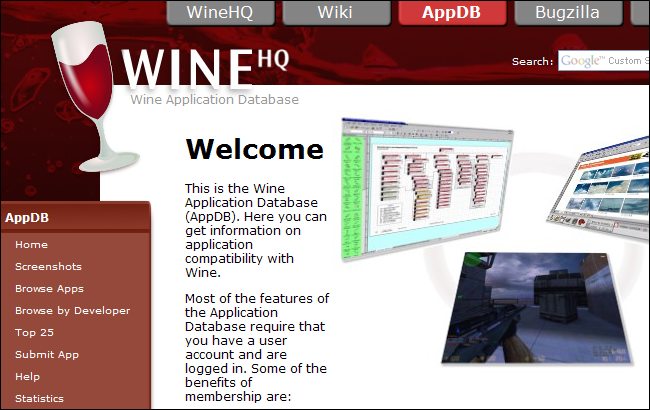 WineHQ
Wiki
AppDB
Bugzilla
Search:
Google™ Custom S
WINE HQ
Wine Application Database
Welcome
This is the Wine
Application Database
(AppDB). Here you can
get information on
application
compatibility with
Wine.
Most of the features of
the Application
Database require that
you have a user
account and are
logged in. Some of the
benefits of
membership are:
AppDB
Home
Screenshots
Browse Apps
Browse by Developer
Top 25
Submit App
Help
Statistics